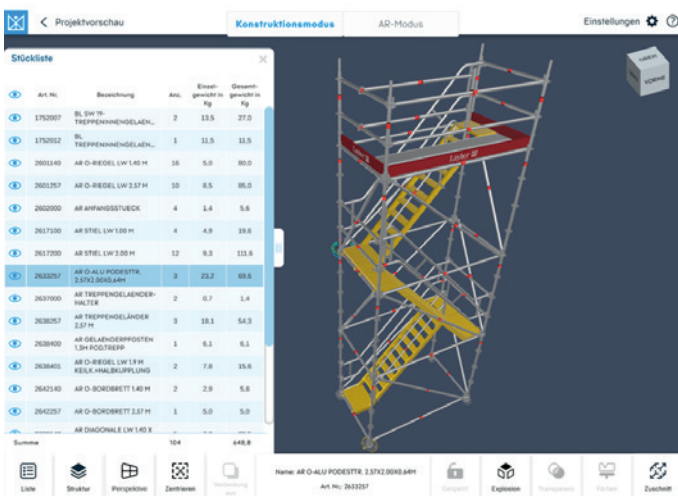 Projektvorschau
Konstruktionsmodus
AR-Modus
Einstellungen
Stückliste
Art. Nr. Bezeichnung Anz. Einzel-gewicht in Kg Gesamt-gewicht in Kg
1752007 BL SW 19-TREPPENINNENGELAEN... 2 13,5 27,0
1752012 BL TREPPENINNENGELAEN... 1 11,5 11,5
2601140 AR O-RIEGEL LW 1.40 M 16 5,0 80,0
2601257 AR O-RIEGEL LW 2.57 M 10 8,5 85,0
2602000 AR ANFANGSSTUECK 4 1,4 5,6
2617100 AR STIEL LW 1.00 M 4 4,9 19,6
2617200 AR STIEL LW 2.00 M 12 9,3 111,6
2633257 AR O-ALU PODESTTR. 2.57X2.00X0.64M 3 23,2 69,6
2637000 AR TREPPENGELAENDER-HALTER 2 0,7 1,4
2638257 AR TREPPENGELÄNDER 2,57 M 3 18,1 54,3
2638400 AR GELAENDERPFOSTEN 1 6,1 6,1
2638401 AR O-RIEGEL LW 1.9 M KEILK.+HALBKUPPLUNG 2 7,8 15,6
2642140 AR O-BORDBRETT 1.40 M 2 2,9 5,8
2642257 AR O-BORDBRETT 2.57 M 1 5,0 5,0
AR DIAGONALE LW 1.40 X
Summe 104 648,8
Layher
VORNE
Liste
Struktur
Perspektive
Zentrieren
Name: AR O-ALU PODESTTR. 2.57X2.00X0.64M
Art. Nr.: 2633257
Gesperrt
Explosion
Transparenz
Färben
Zuschnitt